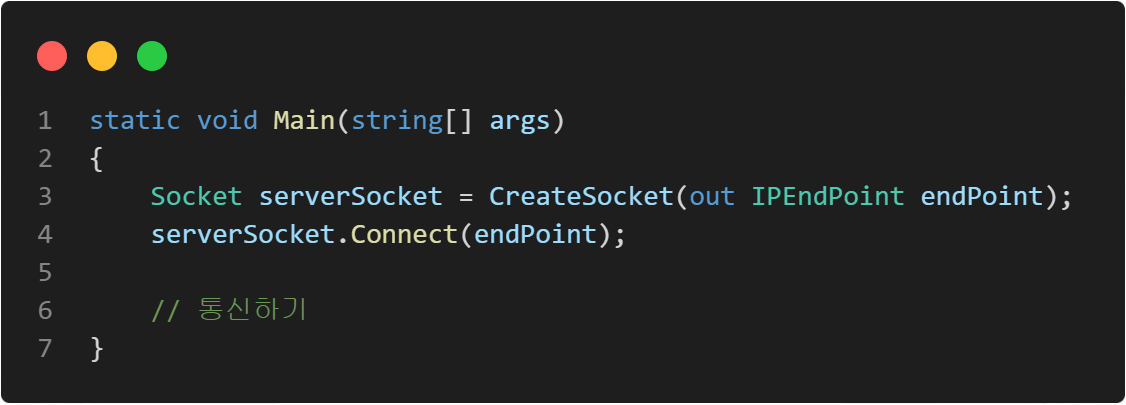 1 static void Main(string[] args)
2 {
3     Socket serverSocket = CreateSocket(out IPEndPoint endPoint);
4     serverSocket.Connect(endPoint);
5
6     // 통신하기
7 }